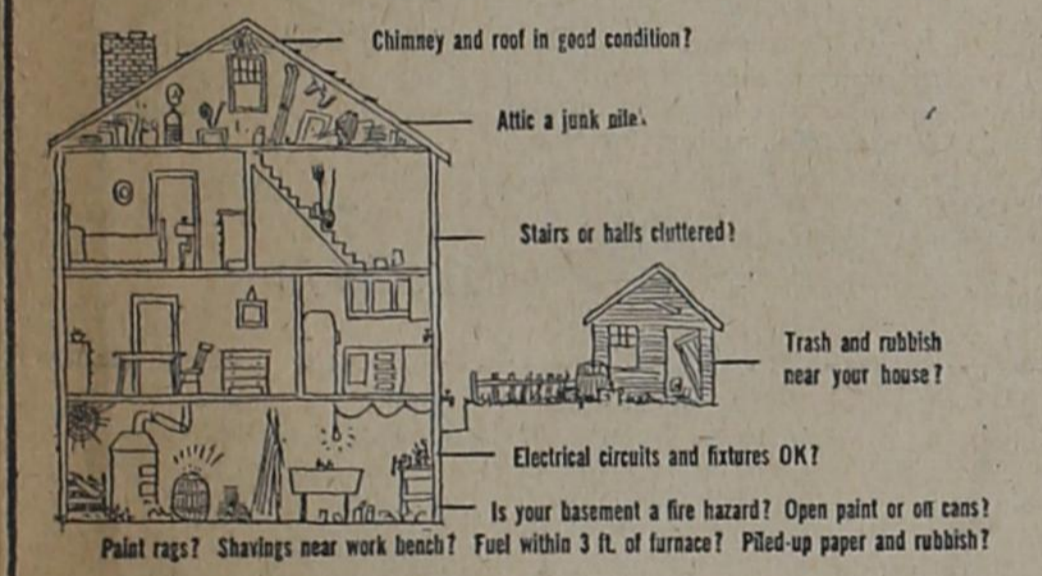 Chimney and roof in good condition?
Attic a junk pile?
Stairs or halls cluttered?
Trash and rubbish
near your house?
Electrical circuits and fixtures OK?
Is your basement a fire hazard? Open paint or oil cans?
Paint rags? Shavings near work bench? Fuel within 3 ft. of furnace? Piled-up paper and rubbish?